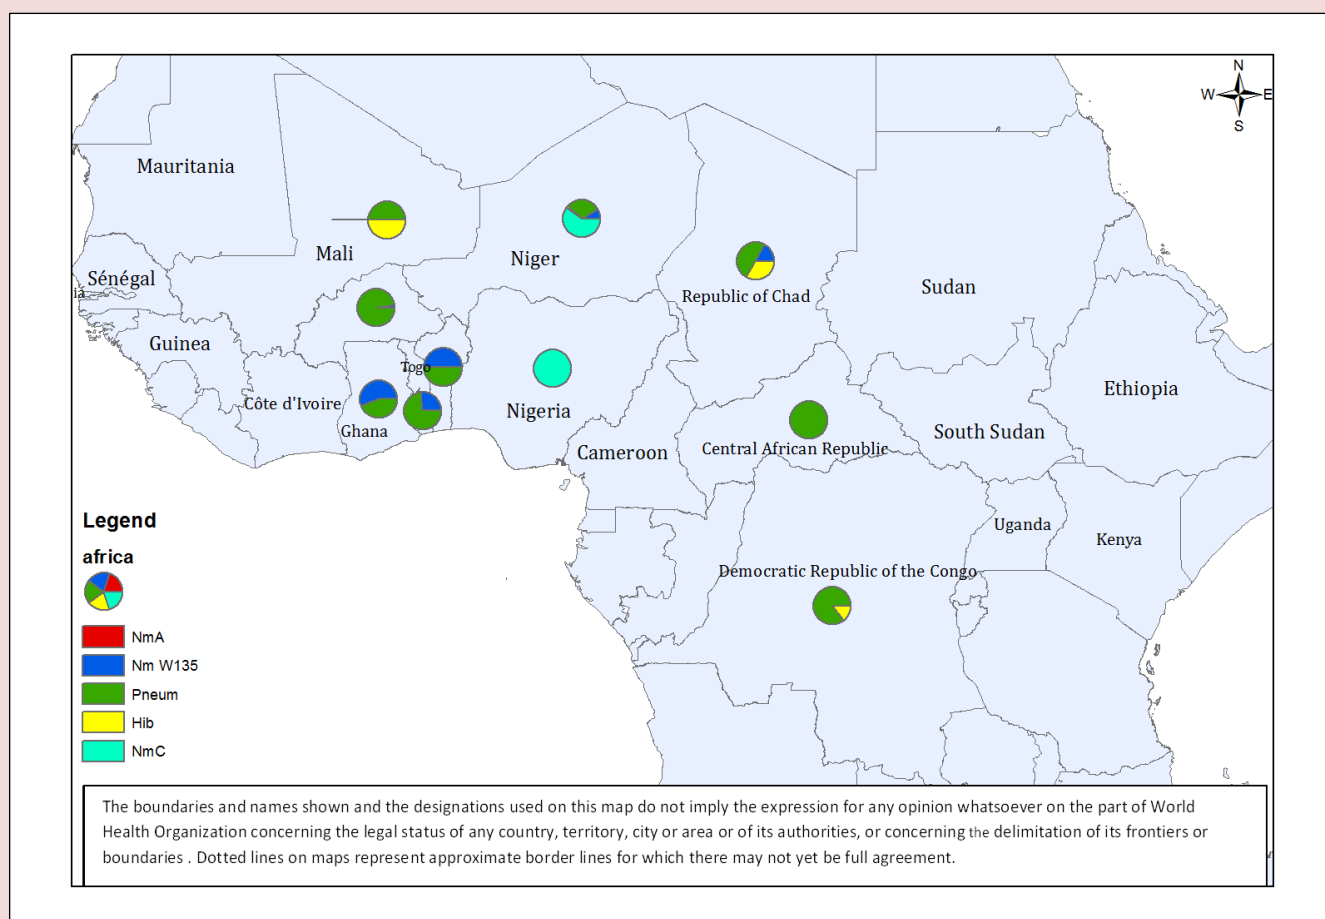 N
W E
S
Mauritania
Mali
Niger
Sénégal
ia
Republic of Chad
Sudan
Guinea
Togo
Ethiopia
Côte d'Ivoire
Nigeria
Ghana
South Sudan
Cameroon
Central African Republic
Uganda
Kenya
Democratic Republic of the Congo
Legend
africa
NmA
Nm W135
Pneum
Hib
NmC
The boundaries and names shown and the designations used on this map do not imply the expression for any opinion whatsoever on the part of World
Health Organization concerning the legal status of any country, territory, city or area or of its authorities, or concerning the delimitation of its frontiers or
boundaries . Dotted lines on maps represent approximate border lines for which there may not yet be full agreement.